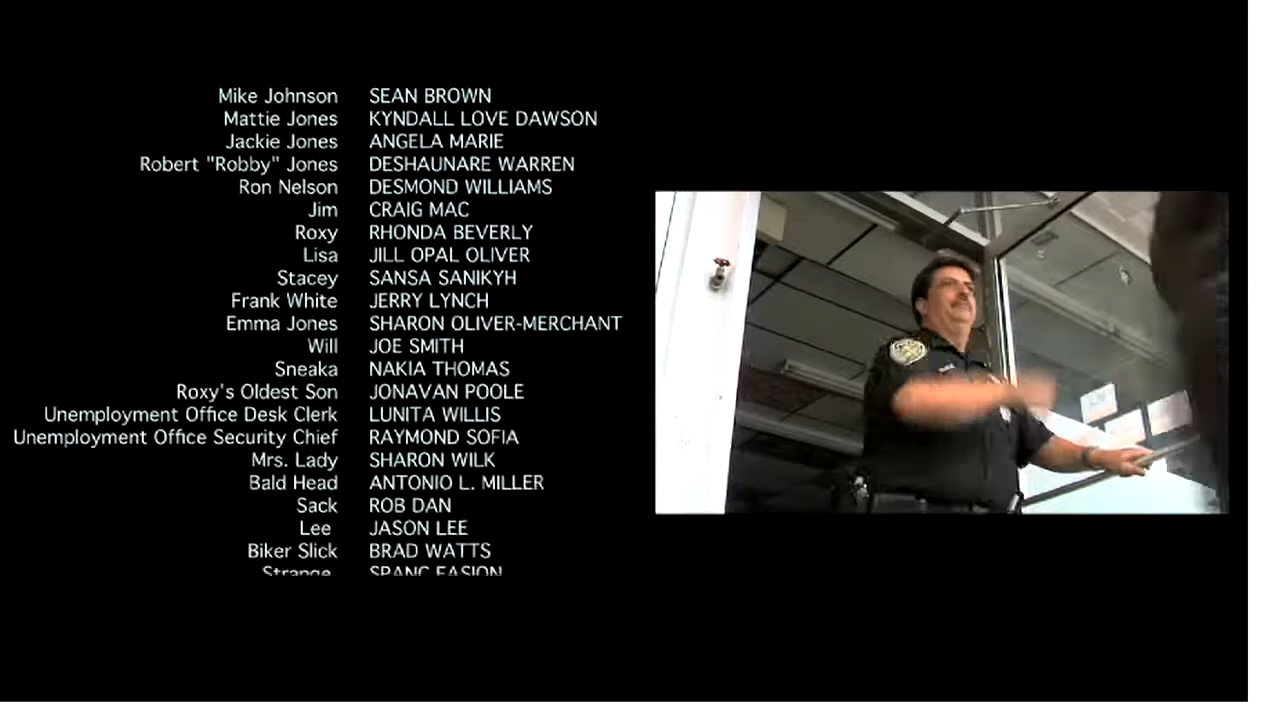 Mike Johnson SEAN BROWN
Mattie Jones KYNDALL LOVE DAWSON
Jackie Jones ANGELA MARIE
Robert "Robby" Jones DESHAUNARE WARREN
Ron Nelson DESMOND WILLIAMS
Jim CRAIG MAC
Roxy RHONDA BEVERLY
Lisa JILL OPAL OLIVER
Stacey SANSA SANIKYH
Frank White JERRY LYNCH
Emma Jones SHARON OLIVER-MERCHANT
Will JOE SMITH
Sneaka NAKIA THOMAS
Roxy's Oldest Son JONAVAN POOLE
Unemployment Office Desk Clerk LUNITA WILLIS
Unemployment Office Security Chief RAYMOND SOFIA
Mrs. Lady SHARON WILK
Bald Head ANTONIO L. MILLER
Sack ROB DAN
Lee JASON LEE
Biker Slick BRAD WATTS
Strange